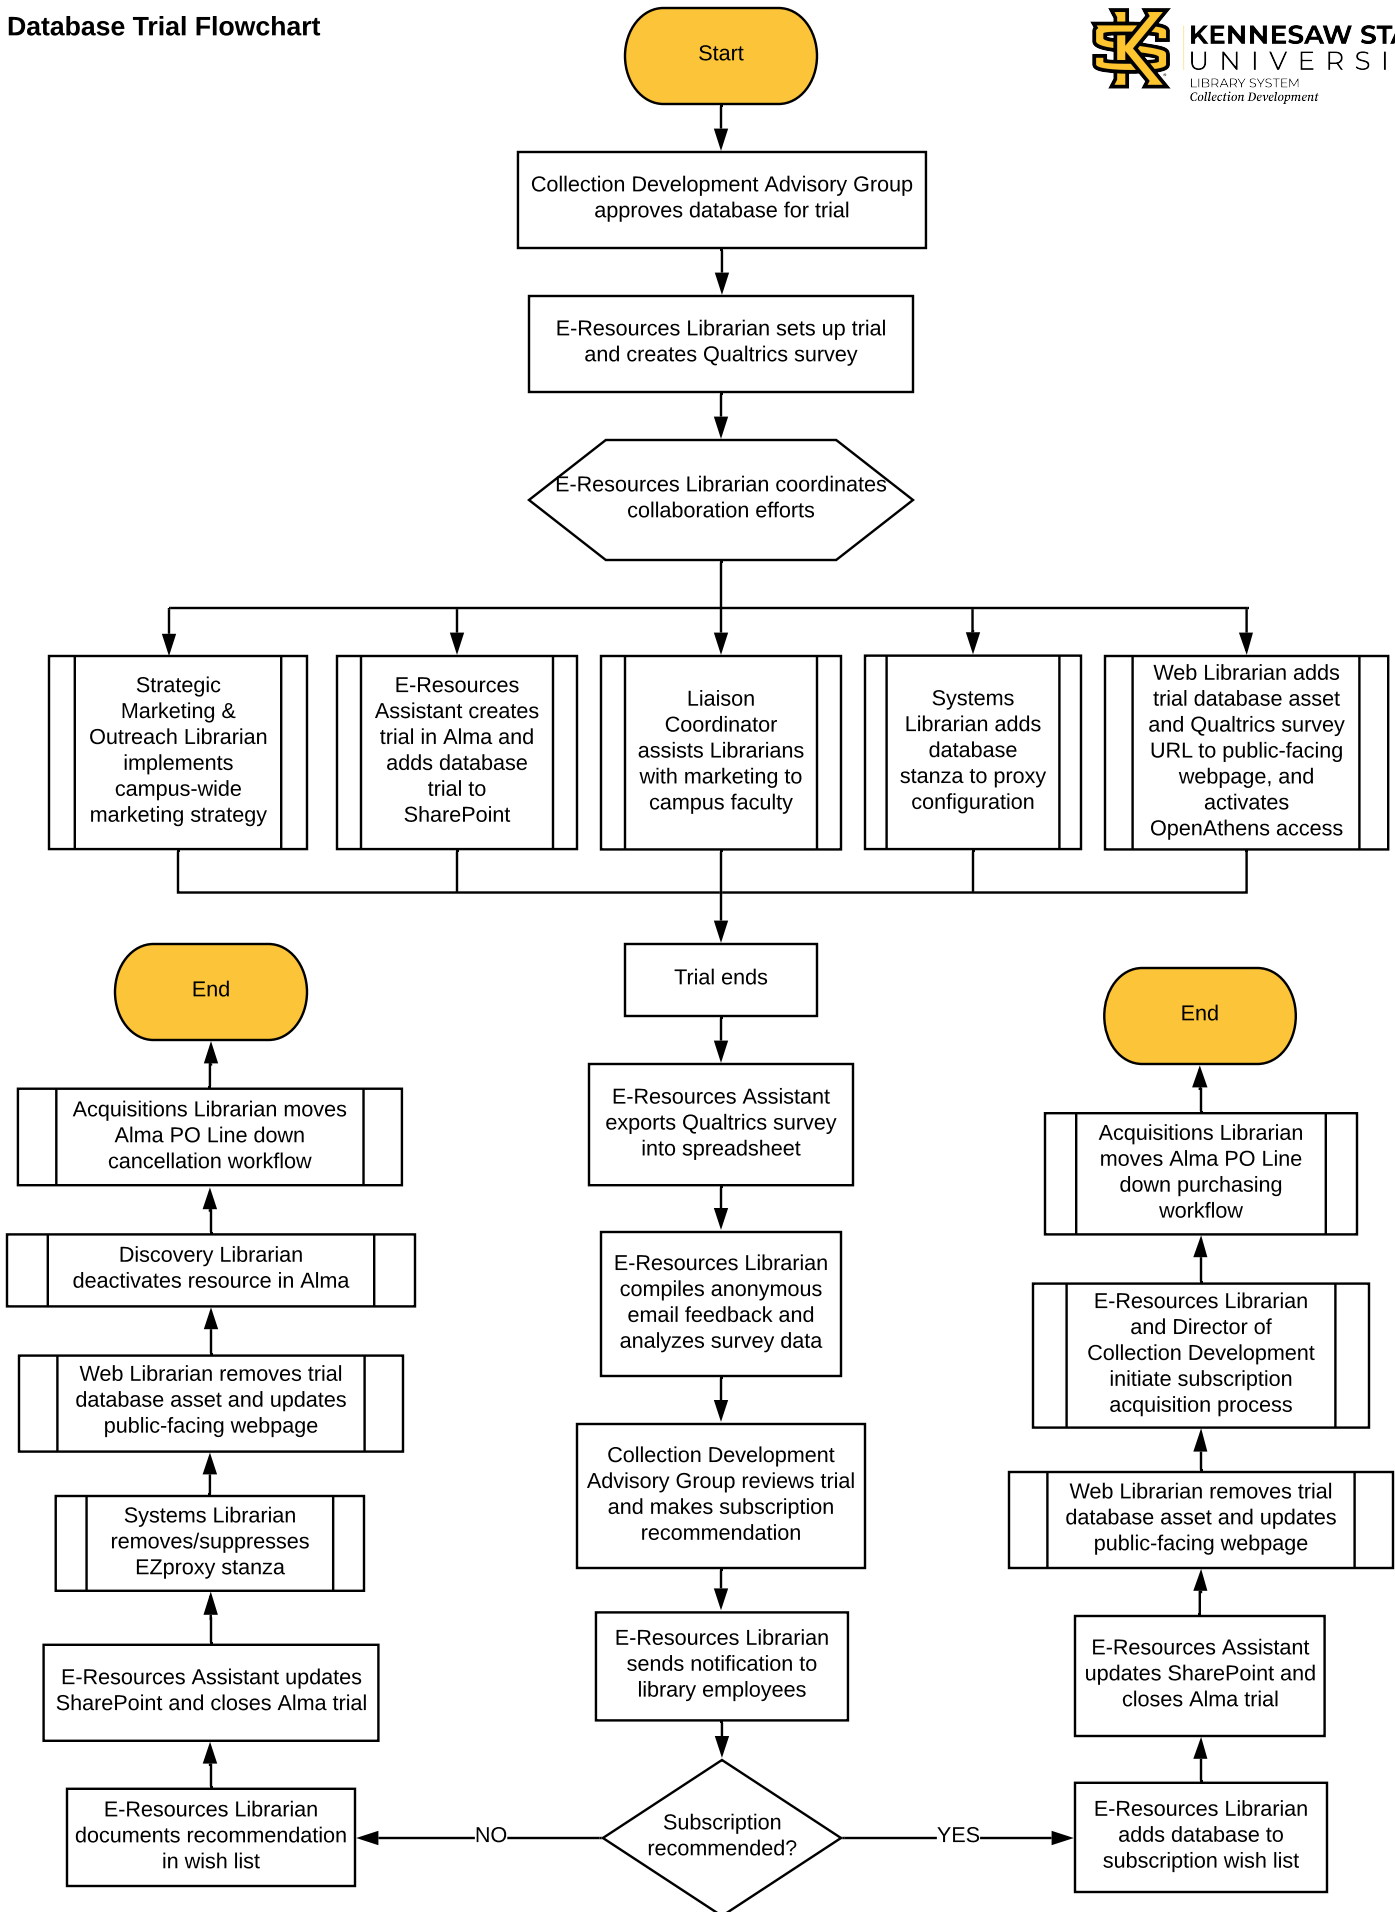 Database Trial Flowchart
KENNESAW STA
UNIVERSI
LIBRARY SYSTEM
Collection Development
Start
Collection Development Advisory Group
approves database for trial
E-Resources Librarian sets up trial
and creates Qualtrics survey
E-Resources Librarian coordinates
collaboration efforts
Strategic
Marketing &
Outreach Librarian
implements
campus-wide
marketing strategy
E-Resources
Assistant creates
trial in Alma and
adds database
trial to
SharePoint
Liaison
Coordinator
assists Librarians
with marketing to
campus faculty
Systems
Librarian adds
database
stanza to proxy
configuration
Web Librarian adds
trial database asset
and Qualtrics survey
URL to public-facing
webpage, and
activates
OpenAthens access
Trial ends
E-Resources Assistant
exports Qualtrics survey
into spreadsheet
E-Resources Librarian
compiles anonymous
email feedback and
analyzes survey data
Collection Development
Advisory Group reviews trial
and makes subscription
recommendation
E-Resources Librarian
sends notification to
library employees
Subscription
recommended?
NO
E-Resources Librarian
documents recommendation
in wish list
E-Resources Assistant updates
SharePoint and closes Alma trial
Systems Librarian
removes/suppresses
EZproxy stanza
Web Librarian removes trial
database asset and updates
public-facing webpage
Discovery Librarian
deactivates resource in Alma
Acquisitions Librarian moves
Alma PO Line down
cancellation workflow
End
YES
E-Resources Librarian
adds database to
subscription wish list
E-Resources Assistant
updates SharePoint and
closes Alma trial
Web Librarian removes trial
database asset and updates
public-facing webpage
E-Resources Librarian
and Director of
Collection Development
initiate subscription
acquisition process
Acquisitions Librarian
moves Alma PO Line
down purchasing
workflow
End